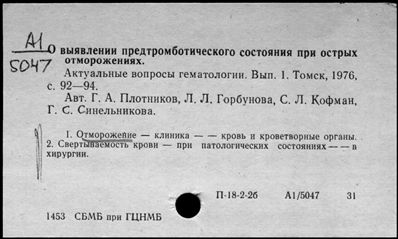 А1
5047
О выявлении предтромботического состояния при острых
отморожениях.
Актуальные вопросы гематологии. Вып. 1. Томск, 1976,
с. 92—94.
Авт. Г. А. Плотников, Л. Л. Горбунова, С. Л. Кофман,
Г. С. Синельникова.
1. Отморожение — клиника — — кровь и кроветворные органы.
2. Свертываемость крови — при патологических состояниях — — в
хирургии.
П-18-2-2б А1/5047 31
1453 СБМБ при ГЦНМБ